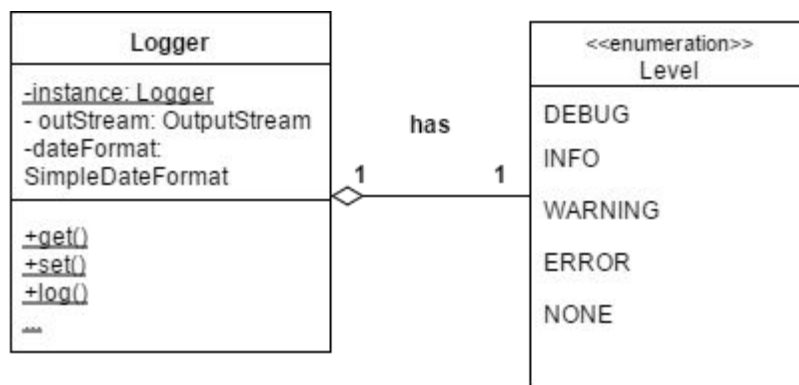 Logger
-instance: Logger
- outStream: OutputStream
-dateFormat:
SimpleDateFormat
+get()
+set()
+log()
...
has
1
1
<<enumeration>>
Level
DEBUG
INFO
WARNING
ERROR
NONE